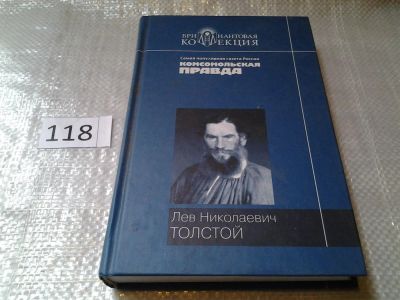 БРИЛЛИАНТОВАЯ
КОЛЛЕКЦИЯ
Самая популярная газета России
КОМСОМОЛЬСКАЯ
ПРАВДА
118
Лев Николаевич
ТОЛСТОЙ